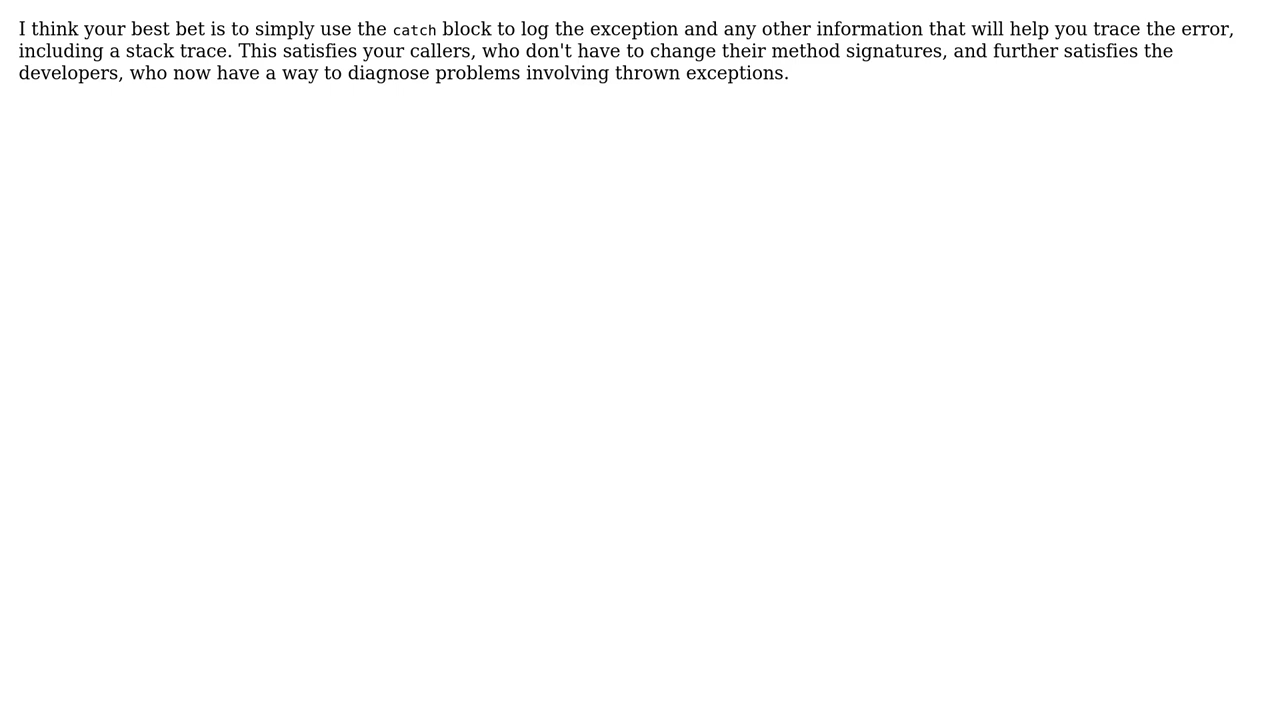 I think your best bet is to simply use the catch block to log the exception and any other information that will help you trace the error,
including a stack trace. This satisfies your callers, who don't have to change their method signatures, and further satisfies the
developers, who now have a way to diagnose problems involving thrown exceptions.